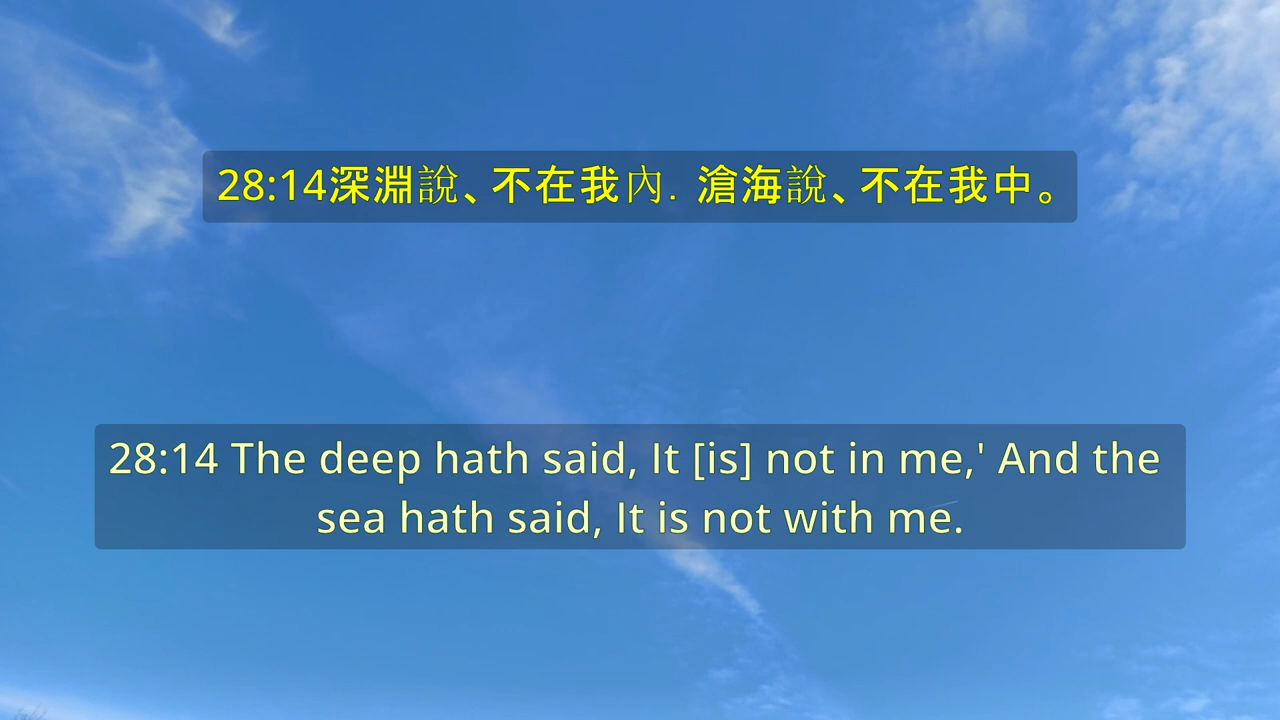 28:14深淵說、不在我內．滄海說、不在我中。
28:14 The deep hath said, It [is] not in me,' And the
sea hath said, It is not with me.